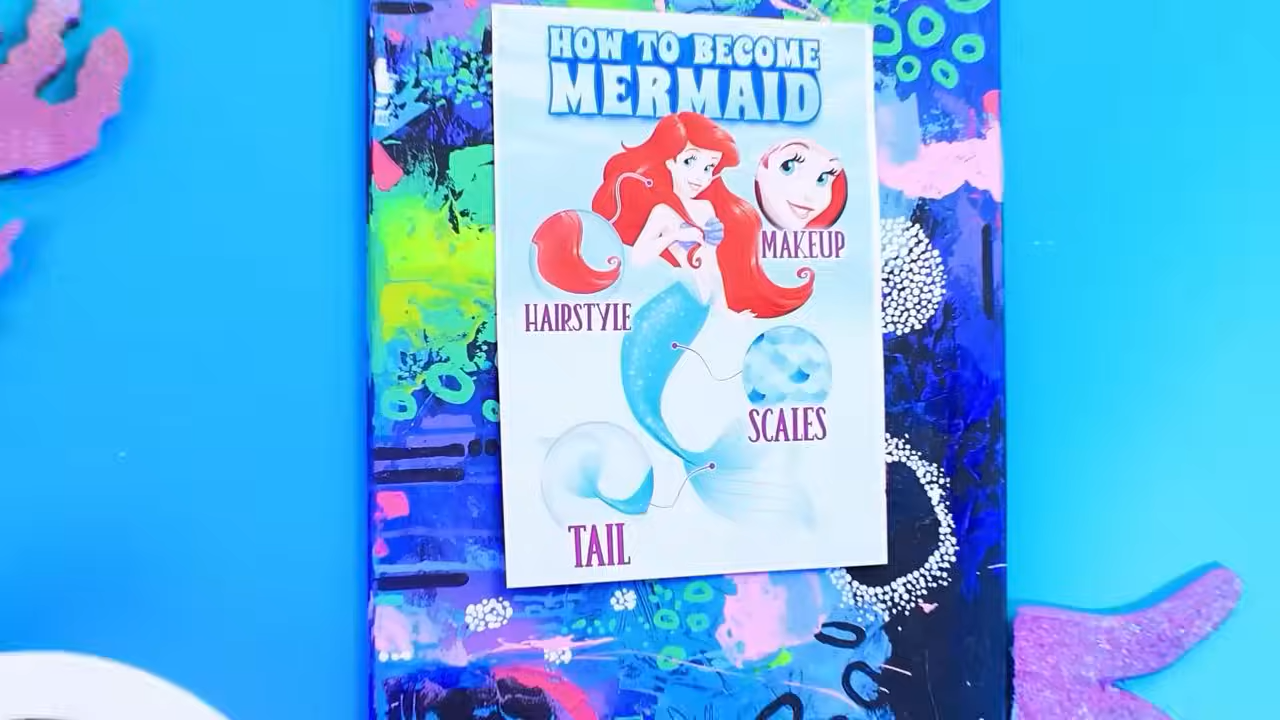 HOW TO BECOME
MERMAID
MAKEUP
HAIRSTYLE
SCALES
TAIL